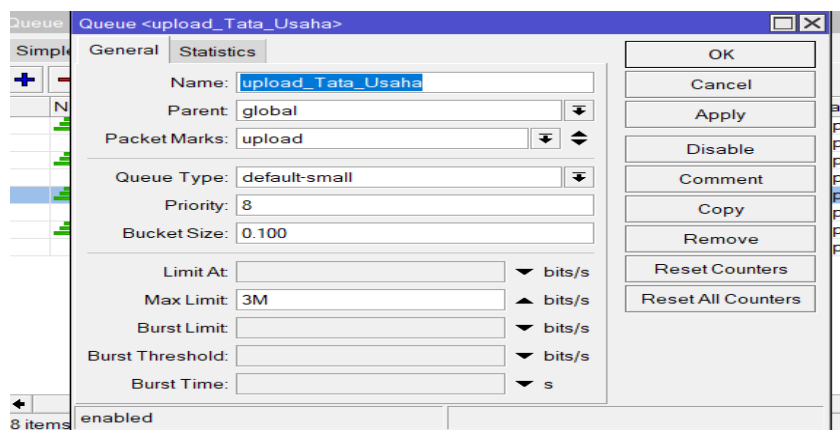 Queue
Queue <upload_Tata_Usaha>
Simple
General
Statistics
OK
Name: upload_Tata_Usaha
Cancel
N
Parent: global
Apply
Packet Marks: upload
Disable
Queue Type: default-small
Comment
Priority: 8
Copy
Bucket Size: 0.100
Remove
Limit At: bits/s
Reset Counters
Max Limit: 3M bits/s
Reset All Counters
Burst Limit: bits/s
Burst Threshold: bits/s
Burst Time: s
8 items
enabled